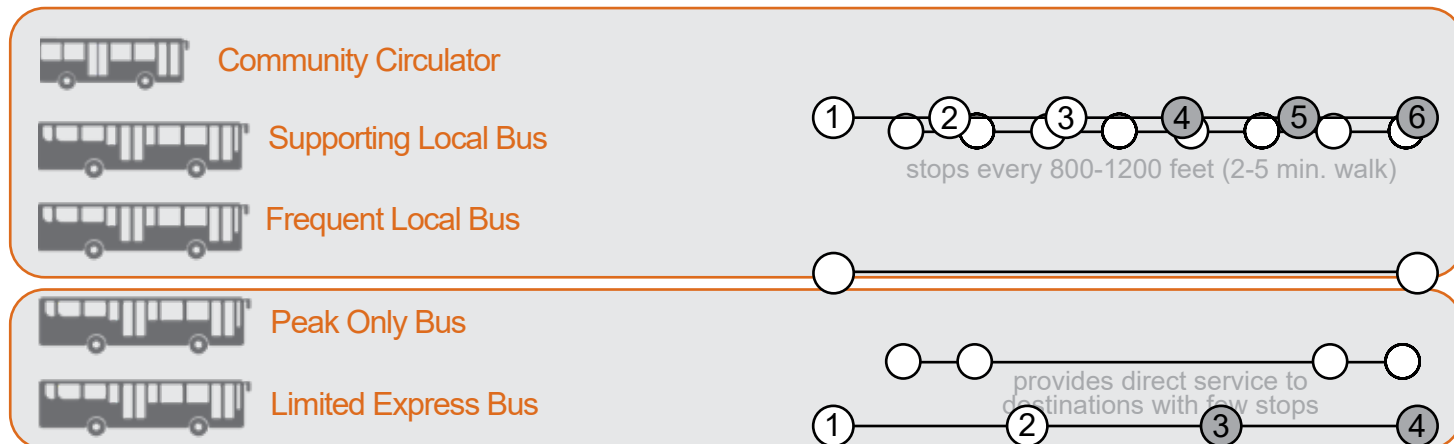 Community Circulator
1 2 3 4 5 6
Supporting Local Bus
stops every 800-1200 feet (2-5 min. walk)
Frequent Local Bus
Peak Only Bus
provides direct service to
destinations with few stops
Limited Express Bus
1 2 3 4